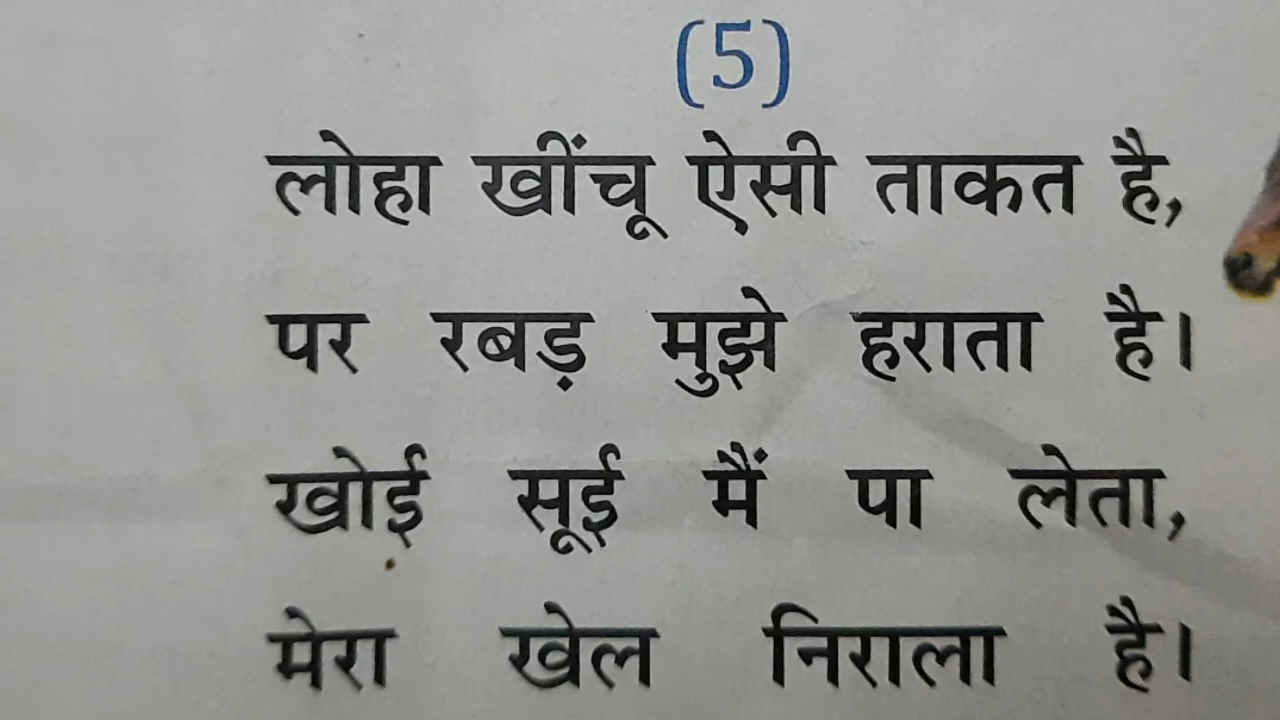 (5)
लोहा खींचू ऐसी ताकत है,
पर रबड़ मुझे हराता है।
खोई सूई मैं पा लेता,
मेरा खेल निराला है।